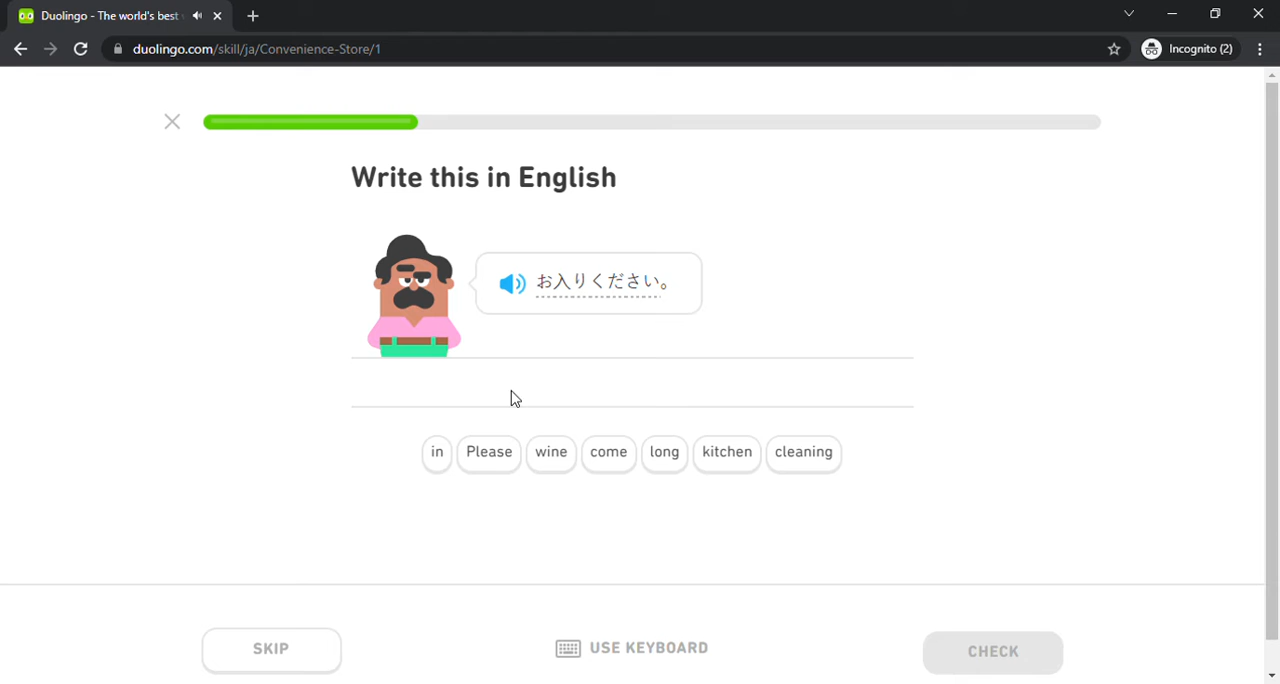 Duolingo - The world's best
duolingo.com/skill/ja/Convenience-Store/1
Incognito (2)
Write this in English
お入りください。
in Please wine come long kitchen cleaning
SKIP USE KEYBOARD CHECK